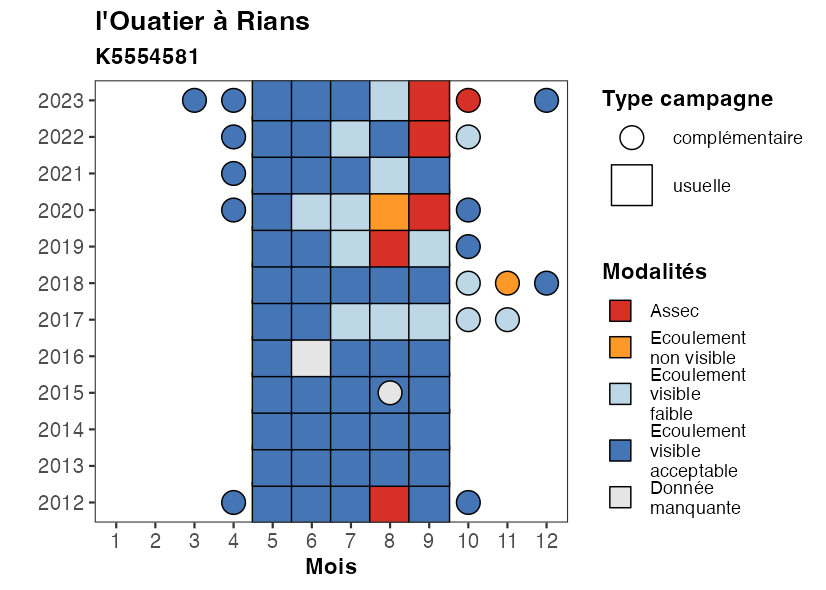 l'Ouatier à Rians
K5554581
2023
2022
2021
2020
2019
2018
2017
2016
2015
2014
2013
2012
1 2 3 4 5 6 7 8 9 10 11 12
Mois
Type campagne
complémentaire
usuelle
Modalités
Assec
Ecoulement
non visible
Ecoulement
visible
faible
Ecoulement
visible
acceptable
Donnée
manquante